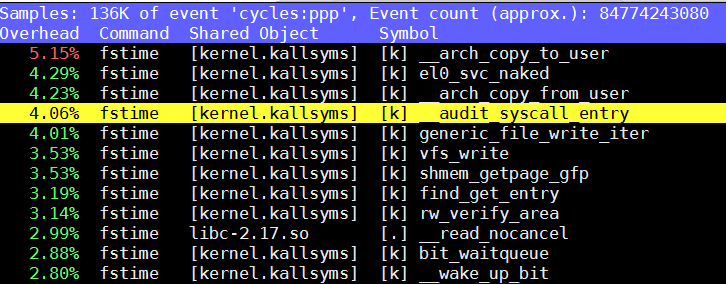 Samples: 136K of event 'cycles:ppp', Event count (approx.): 84774243080
Overhead  Command  Shared Object      Symbol
5.15%  fstime   [kernel.kallsyms]  [k] __arch_copy_to_user
4.29%  fstime   [kernel.kallsyms]  [k] el0_svc_naked
4.23%  fstime   [kernel.kallsyms]  [k] __arch_copy_from_user
4.06%  fstime   [kernel.kallsyms]  [k] __audit_syscall_entry
4.01%  fstime   [kernel.kallsyms]  [k] generic_file_write_iter
3.53%  fstime   [kernel.kallsyms]  [k] vfs_write
3.53%  fstime   [kernel.kallsyms]  [k] shmem_getpage_gfp
3.19%  fstime   [kernel.kallsyms]  [k] find_get_entry
3.14%  fstime   [kernel.kallsyms]  [k] rw_verify_area
2.99%  fstime   libc-2.17.so       [.] __read_nocancel
2.88%  fstime   [kernel.kallsyms]  [k] bit_waitqueue
2.80%  fstime   [kernel.kallsyms]  [k] __wake_up_bit